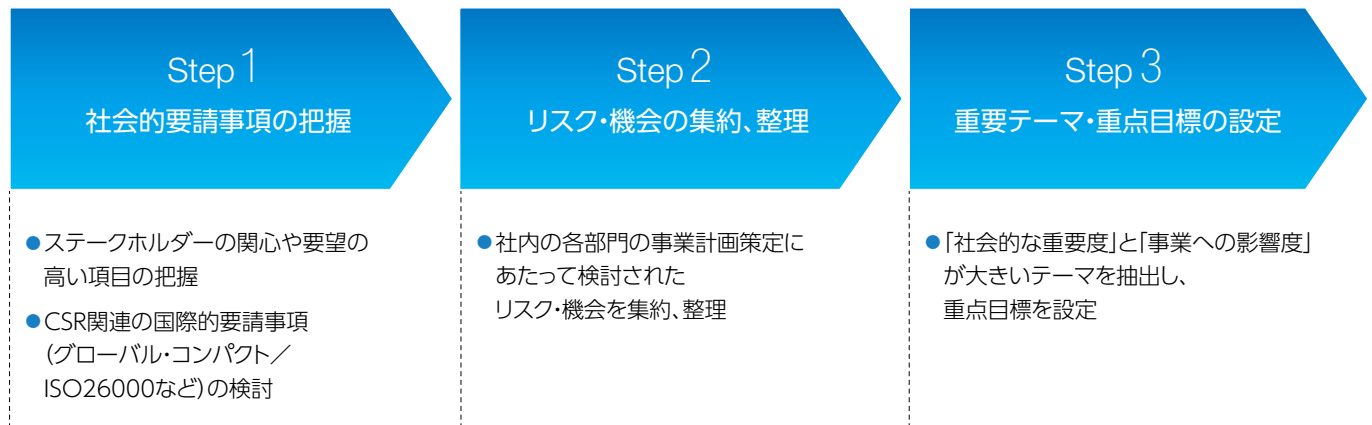 Step 1
社会的要請事項の把握
●ステークホルダーの関心や要望の
高い項目の把握
●CSR関連の国際的要請事項
(グローバル・コンパクト／
ISO26000など)の検討
Step 2
リスク・機会の集約、整理
●社内の各部門の事業計画策定に
あたって検討された
リスク・機会を集約、整理
Step 3
重要テーマ・重点目標の設定
●「社会的な重要度」と「事業への影響度」
が大きいテーマを抽出し、
重点目標を設定